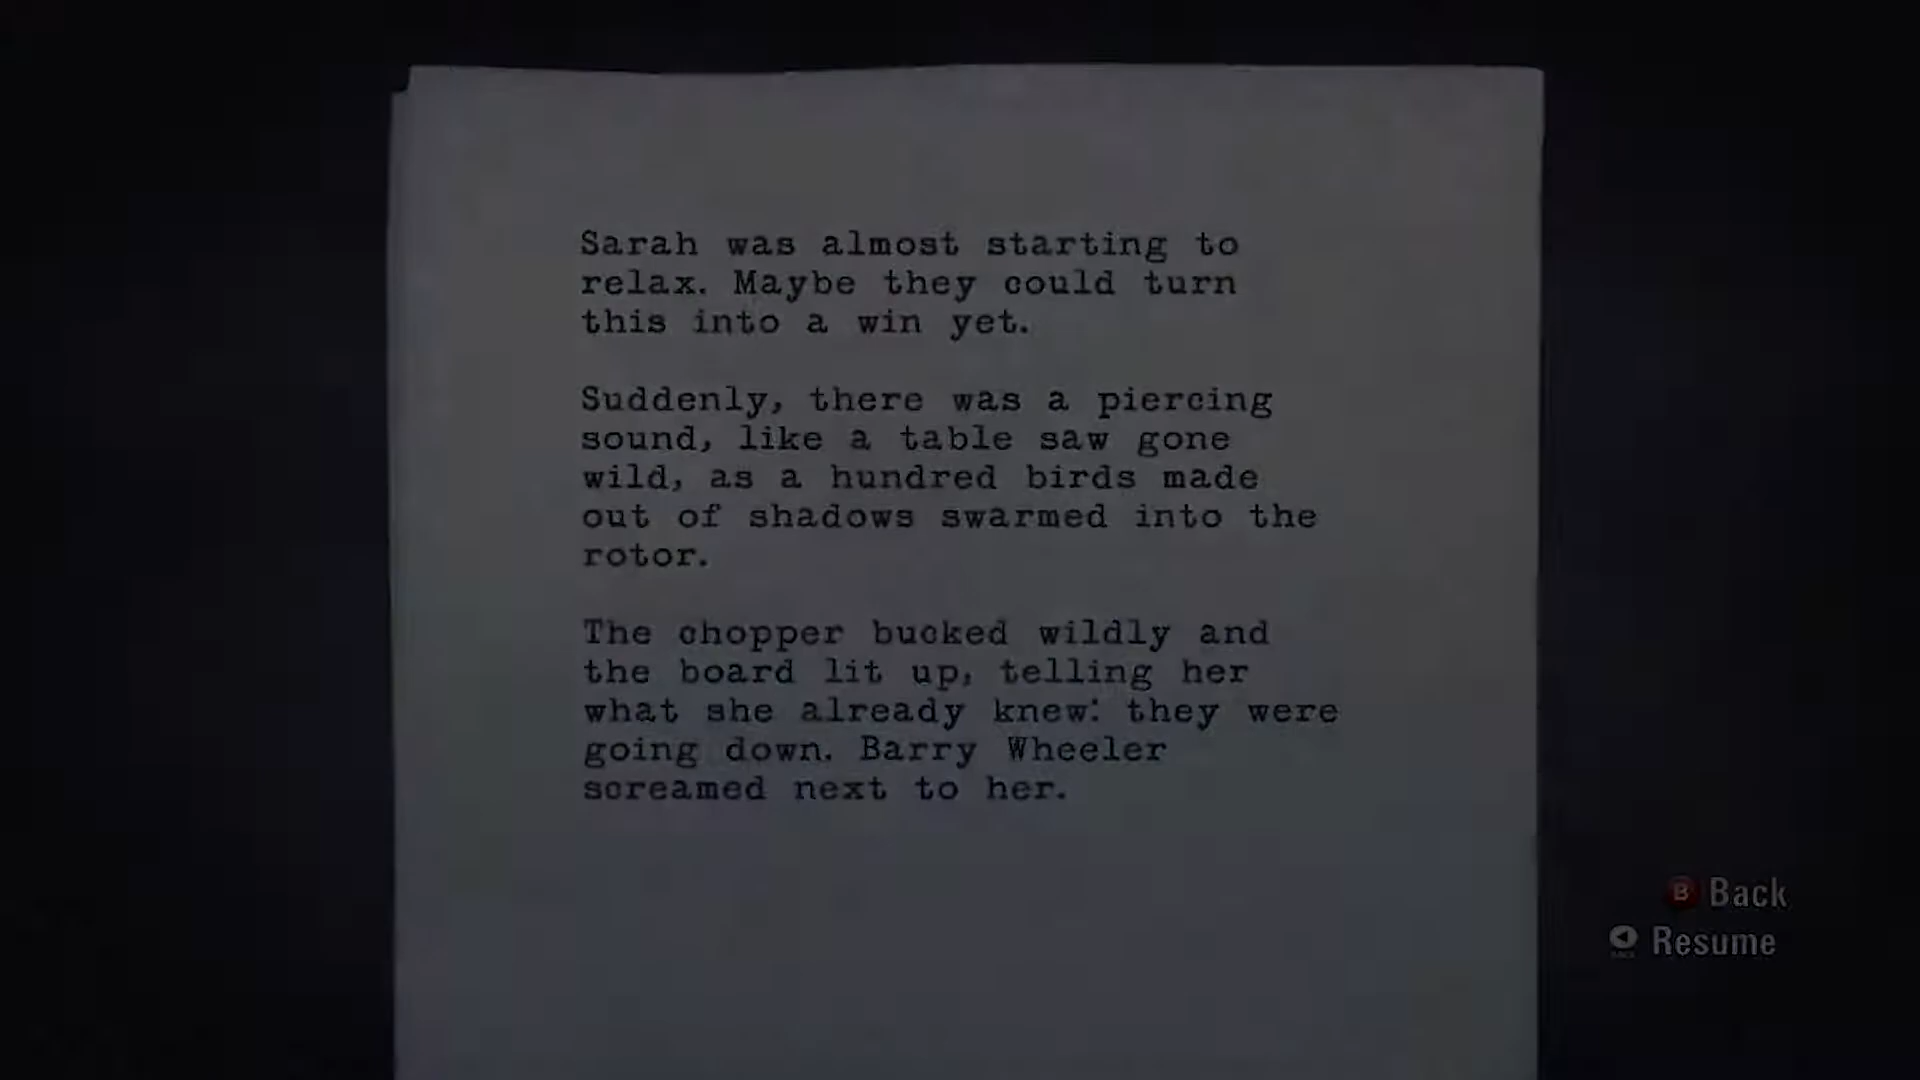 Sarah was almost starting to
relax. Maybe they could turn
this into a win yet.
Suddenly, there was a piercing
sound, like a table saw gone
wild, as a hundred birds made
out of shadows swarmed into the
rotor.
The chopper bucked wildly and
the board lit up, telling her
what she already knew: they were
going down. Barry Wheeler
screamed next to her.
B Back
BACK Resume